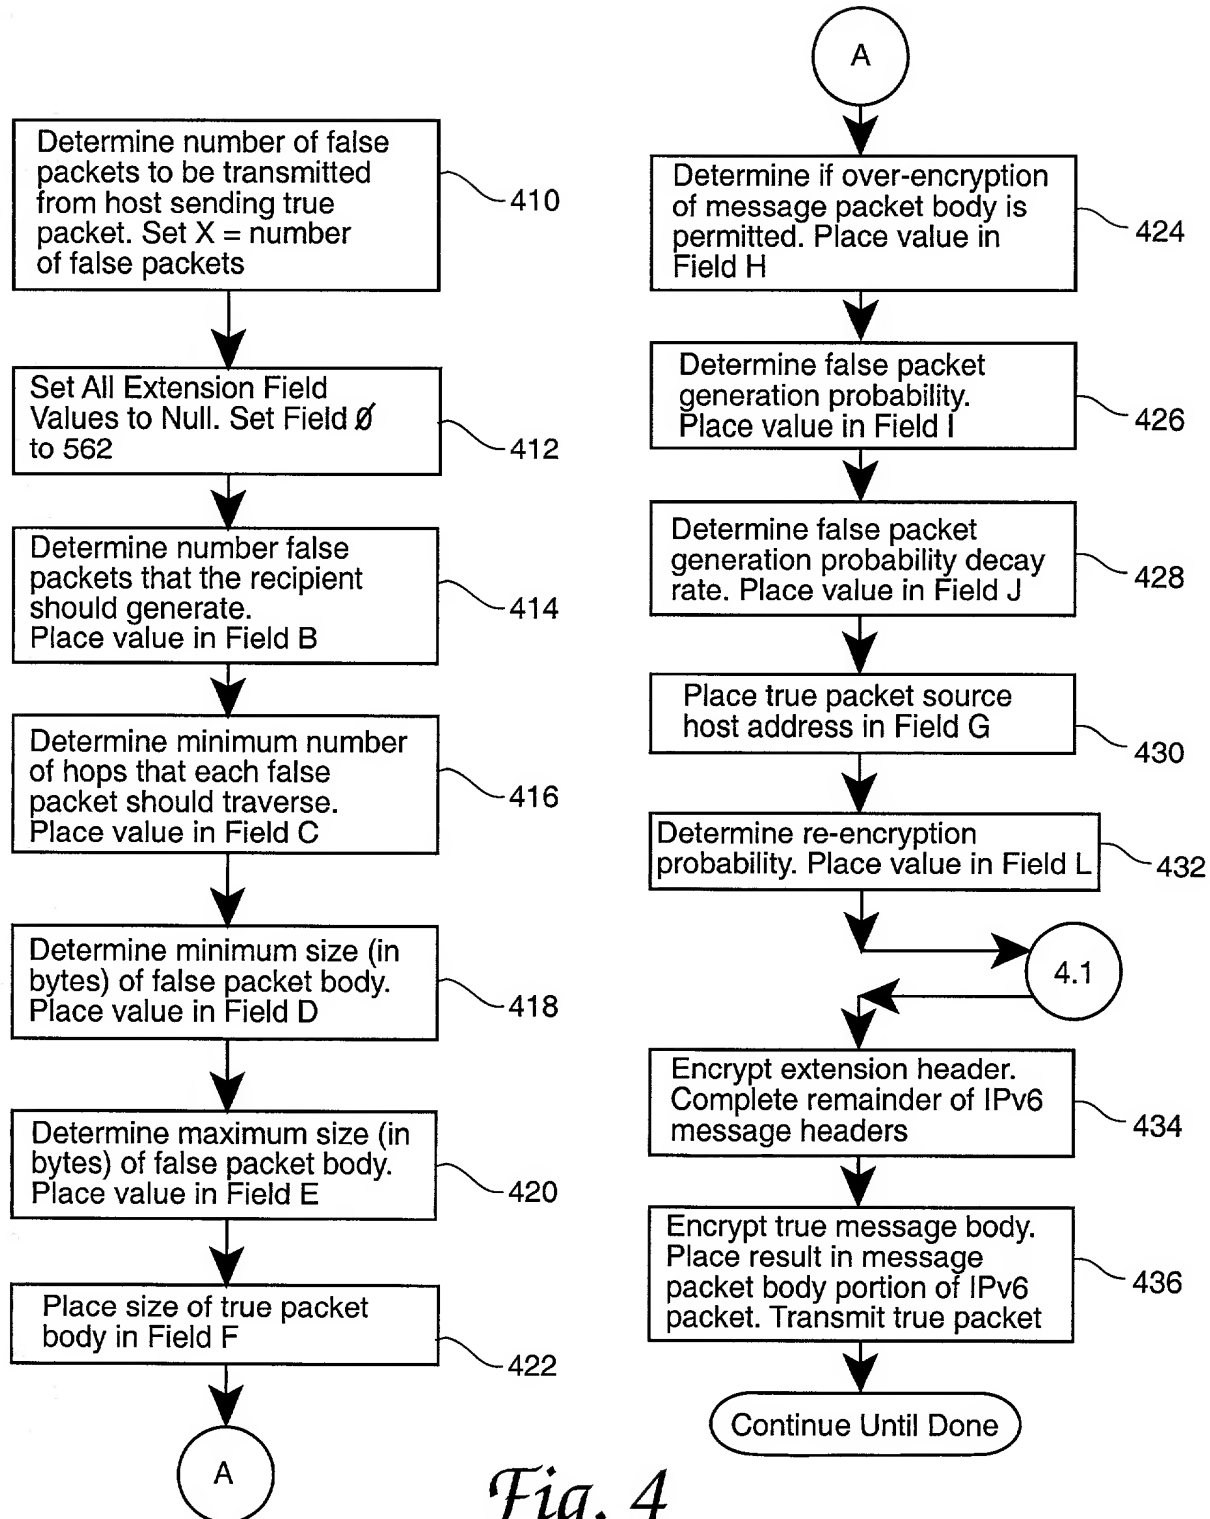 Determine number of false
packets to be transmitted
from host sending true
packet. Set X = number
of false packets
410
Set All Extension Field
Values to Null. Set Field Ø
to 562
412
Determine number false
packets that the recipient
should generate.
Place value in Field B
414
Determine minimum number
of hops that each false
packet should traverse.
Place value in Field C
416
Determine minimum size (in
bytes) of false packet body.
Place value in Field D
418
Determine maximum size (in
bytes) of false packet body.
Place value in Field E
420
Place size of true packet
body in Field F
422
A
A
Determine if over-encryption
of message packet body is
permitted. Place value in
Field H
424
Determine false packet
generation probability.
Place value in Field I
426
Determine false packet
generation probability decay
rate. Place value in Field J
428
Place true packet source
host address in Field G
430
Determine re-encryption
probability. Place value in Field L
432
4.1
Encrypt extension header.
Complete remainder of IPv6
message headers
434
Encrypt true message body.
Place result in message
packet body portion of IPv6
packet. Transmit true packet
436
Continue Until Done
Fig. 4